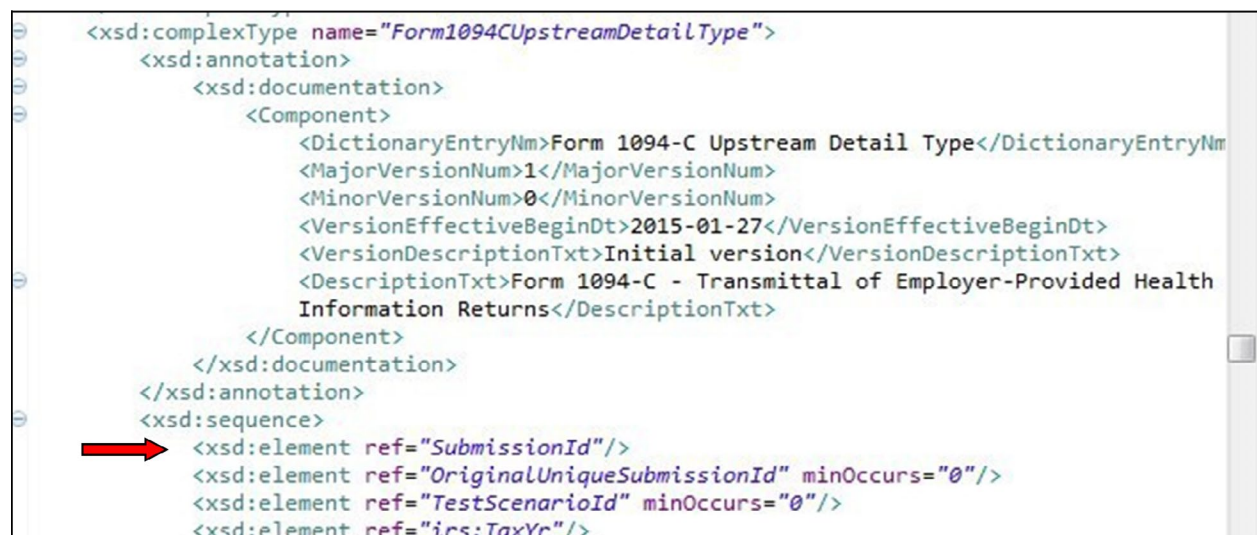 <xsd:complexType name="Form1094CUpstreamDetailType">
<xsd:annotation>
<xsd:documentation>
<Component>
<DictionaryEntryNm>Form 1094-C Upstream Detail Type</DictionaryEntryNm
<MajorVersionNum>1</MajorVersionNum>
<MinorVersionNum>0</MinorVersionNum>
<VersionEffectiveBeginDt>2015-01-27</VersionEffectiveBeginDt>
<VersionDescriptionTxt>Initial version</VersionDescriptionTxt>
<DescriptionTxt>Form 1094-C - Transmittal of Employer-Provided Health
Information Returns</DescriptionTxt>
</Component>
</xsd:documentation>
</xsd:annotation>
<xsd:sequence>
<xsd:element ref="SubmissionId"/>
<xsd:element ref="OriginalUniqueSubmissionId" minOccurs="0"/>
<xsd:element ref="TestScenarioId" minOccurs="0"/>
<xsd:element ref="irs:TaxYr"/>